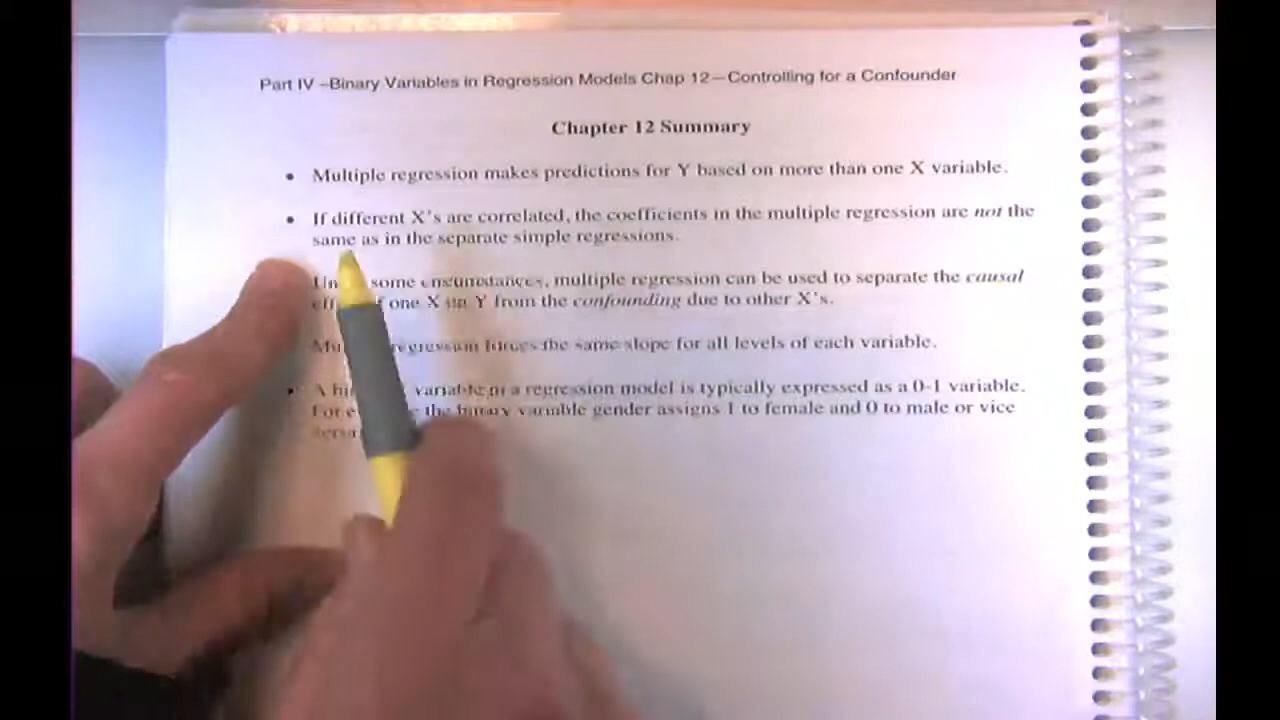 Part IV –Binary Variables in Regression Models Chap 12—Controlling for a Confounder
Chapter 12 Summary
• Multiple regression makes predictions for Y based on more than one X variable.
• If different X's are correlated, the coefficients in the multiple regression are not the
same as in the separate simple regressions.
some circumstances, multiple regression can be used to separate the causal
one X on Y from the confounding due to other X's.
regression forces the same slope for all levels of each variable.
• A variable in a regression model is typically expressed as a 0-1 variable.
the binary variable gender assigns 1 to female and 0 to male or vice